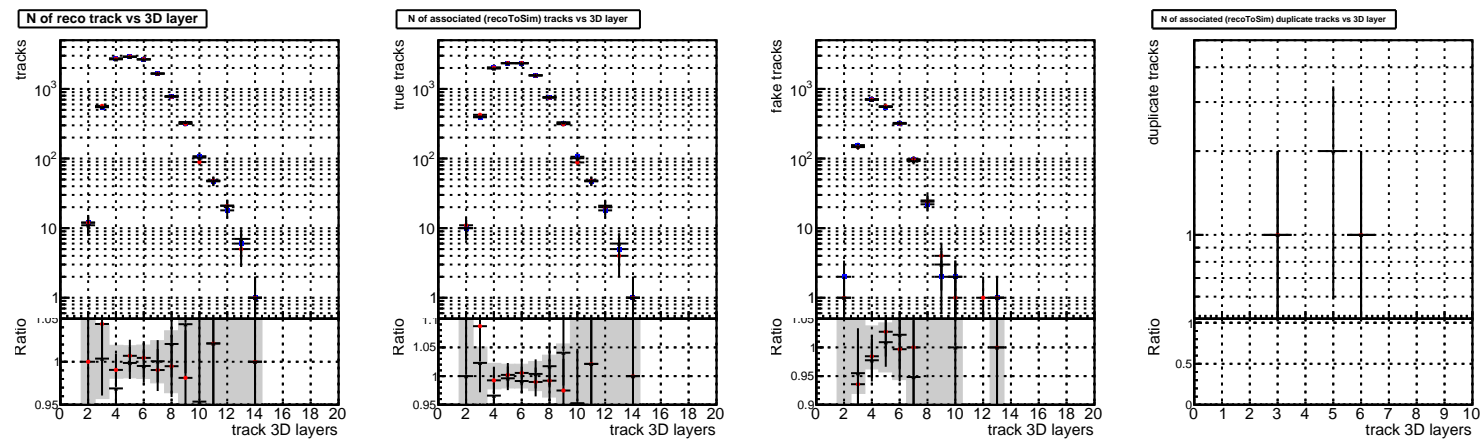 N of reco track vs 3D layer
tracks
10³
10²
10
1
1.05
Ratio
1
0.95
0 2 4 6 8 10 12 14 16 18 20
track 3D layers
N of associated (recoToSim) tracks vs 3D layer
true tracks
10³
10²
10
1
1.1
Ratio
1.05
1
0.95
0 2 4 6 8 10 12 14 16 18 20
track 3D layers
fake tracks
10³
10²
10
1
1.05
Ratio
1
0.95
0 2 4 6 8 10 12 14 16 18 20
track 3D layers
N of associated (recoToSim) duplicate tracks vs 3D layer
duplicate tracks
1
Ratio
1
0.5
0
0 1 2 3 4 5 6 7 8 9 10
track 3D layers